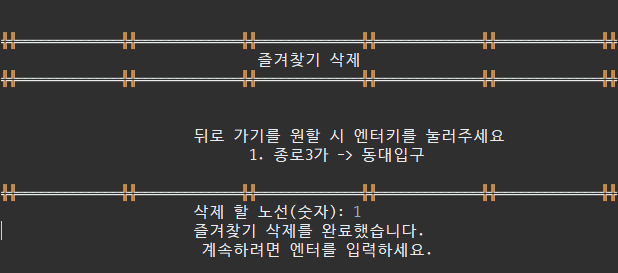 즐겨찾기 삭제
뒤로 가기를 원할 시 엔터키를 눌러주세요
1. 종로3가 -> 동대입구
삭제 할 노선(숫자): 1
즐겨찾기 삭제를 완료했습니다.
계속하려면 엔터를 입력하세요.